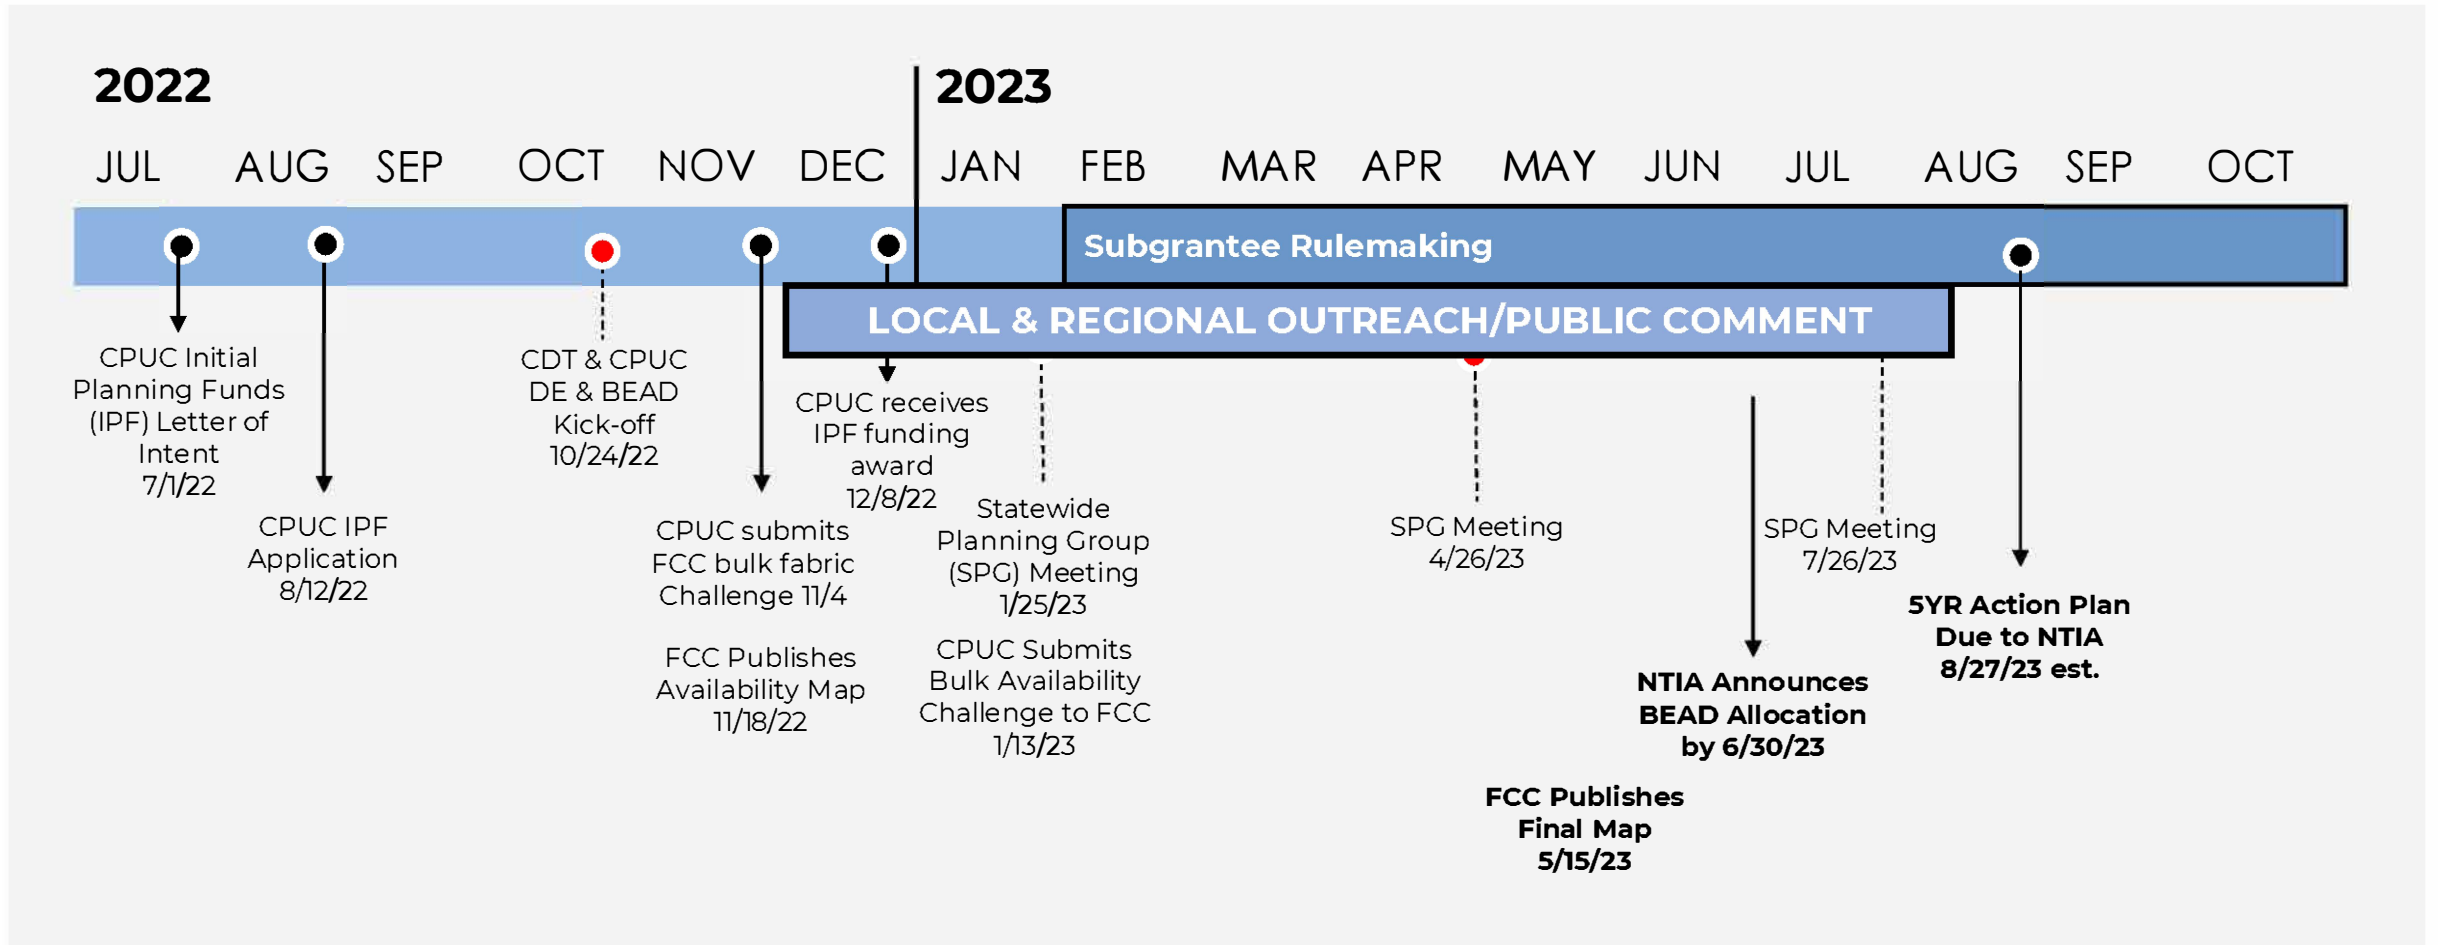 2022
2023
JUL AUG SEP OCT NOV DEC JAN FEB MAR APR MAY JUN JUL AUG SEP OCT
Subgrantee Rulemaking
LOCAL & REGIONAL OUTREACH/PUBLIC COMMENT
CPUC Initial
Planning Funds
(IPF) Letter of
Intent
7/1/22
CPUC IPF
Application
8/12/22
CDT & CPUC
DE & BEAD
Kick-off
10/24/22
CPUC submits
FCC bulk fabric
Challenge 11/4
FCC Publishes
Availability Map
11/18/22
CPUC receives
IPF funding
award
12/8/22
Statewide
Planning Group
(SPG) Meeting
1/25/23
CPUC Submits
Bulk Availability
Challenge to FCC
1/13/23
SPG Meeting
4/26/23
FCC Publishes
Final Map
5/15/23
NTIA Announces
BEAD Allocation
by 6/30/23
SPG Meeting
7/26/23
5YR Action Plan
Due to NTIA
8/27/23 est.